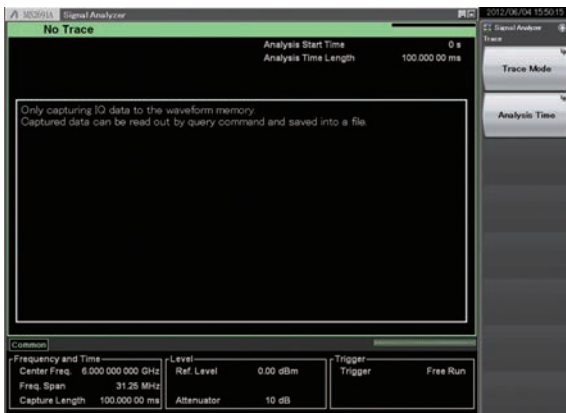 MS2691A Signal Analyzer
2012/06/04 15:50:15
No Trace
Analysis Start Time 0 s
Analysis Time Length 100.000 00 ms
Only capturing IQ data to the waveform memory.
Captured data can be read out by query command and saved into a file.
Signal Analyzer
Trace
Trace Mode
Analysis Time
Common
Frequency and Time
Center Freq. 6.000 000 000 GHz
Freq. Span 31.25 MHz
Capture Length 100.000 00 ms
Level
Ref. Level 0.00 dBm
Attenuator 10 dB
Trigger
Trigger Free Run